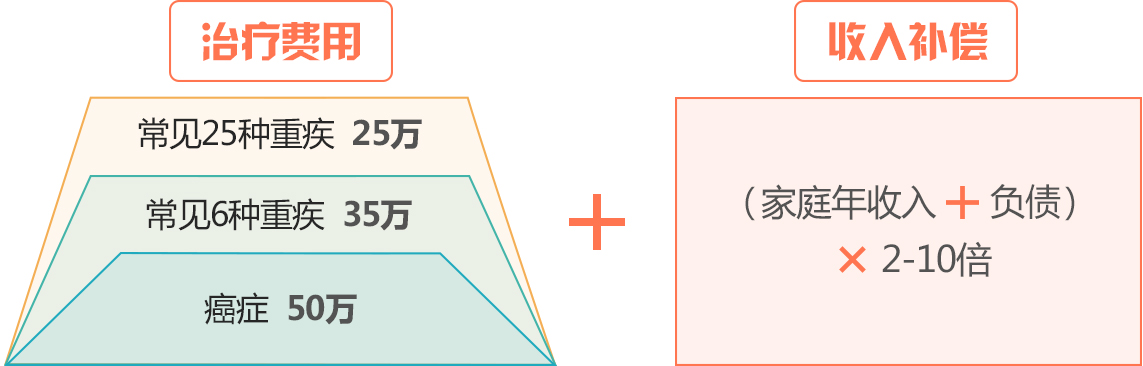 治疗费用
常见25种重疾 25万
常见6种重疾 35万
癌症 50万
+
收入补偿
（家庭年收入 + 负债）
× 2-10倍